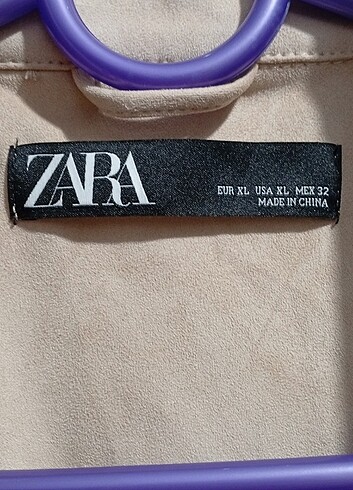 ZARA
EUR XL USA XL MEX 32
MADE IN CHINA